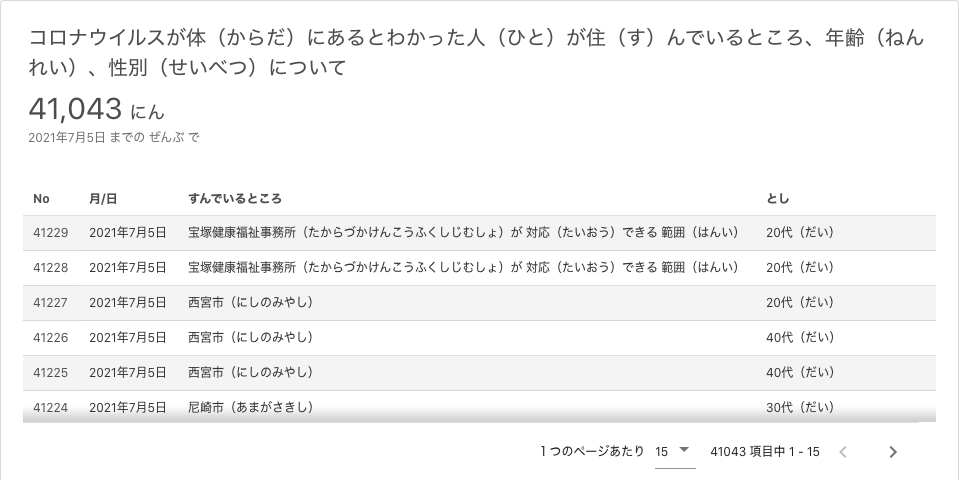 コロナウイルスが体（からだ）にあるとわかった人（ひと）が住（す）んでいるところ、年齢（ねん
れい）、性別（せいべつ）について
41,043 にん
2021年7月5日 までの ぜんぶ で
No 月/日 すんでいるところ とし
41229 2021年7月5日 宝塚健康福祉事務所（たからづかけんこうふくしじむしょ）が 対応（たいおう）できる 範囲（はんい） 20代（だい）
41228 2021年7月5日 宝塚健康福祉事務所（たからづかけんこうふくしじむしょ）が 対応（たいおう）できる 範囲（はんい） 20代（だい）
41227 2021年7月5日 西宮市（にしのみやし） 20代（だい）
41226 2021年7月5日 西宮市（にしのみやし） 40代（だい）
41225 2021年7月5日 西宮市（にしのみやし） 40代（だい）
41224 2021年7月5日 尼崎市（あまがさきし） 30代（だい）
1 つのページあたり 15 41043 項目中 1 - 15